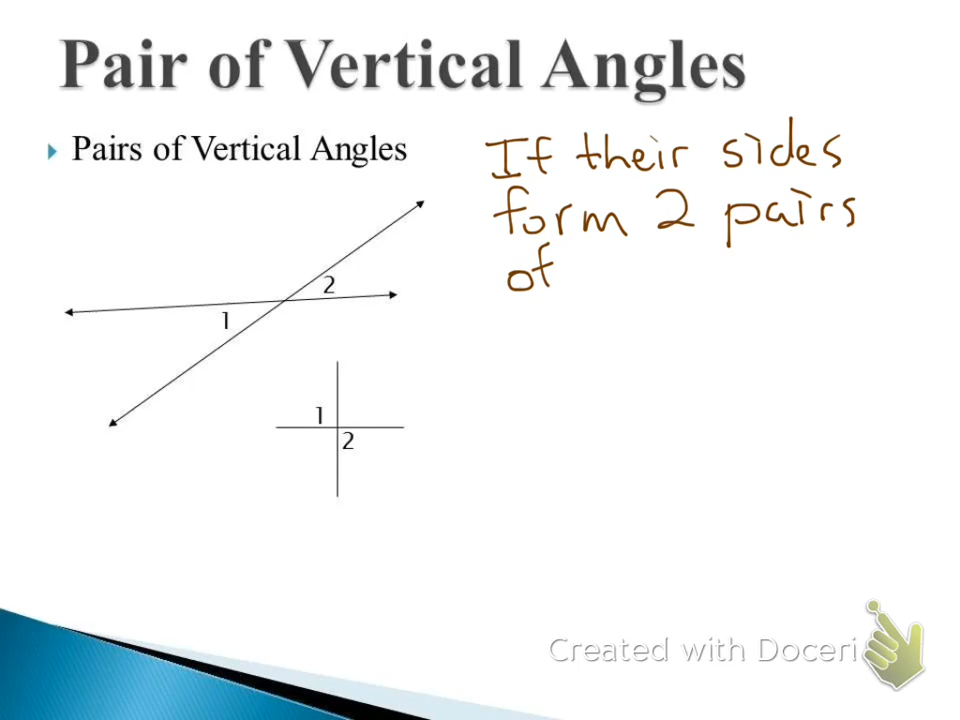 Pair of Vertical Angles
Pairs of Vertical Angles
If their sides
form 2 pairs
of
2
1
1
2
Created with Doceri